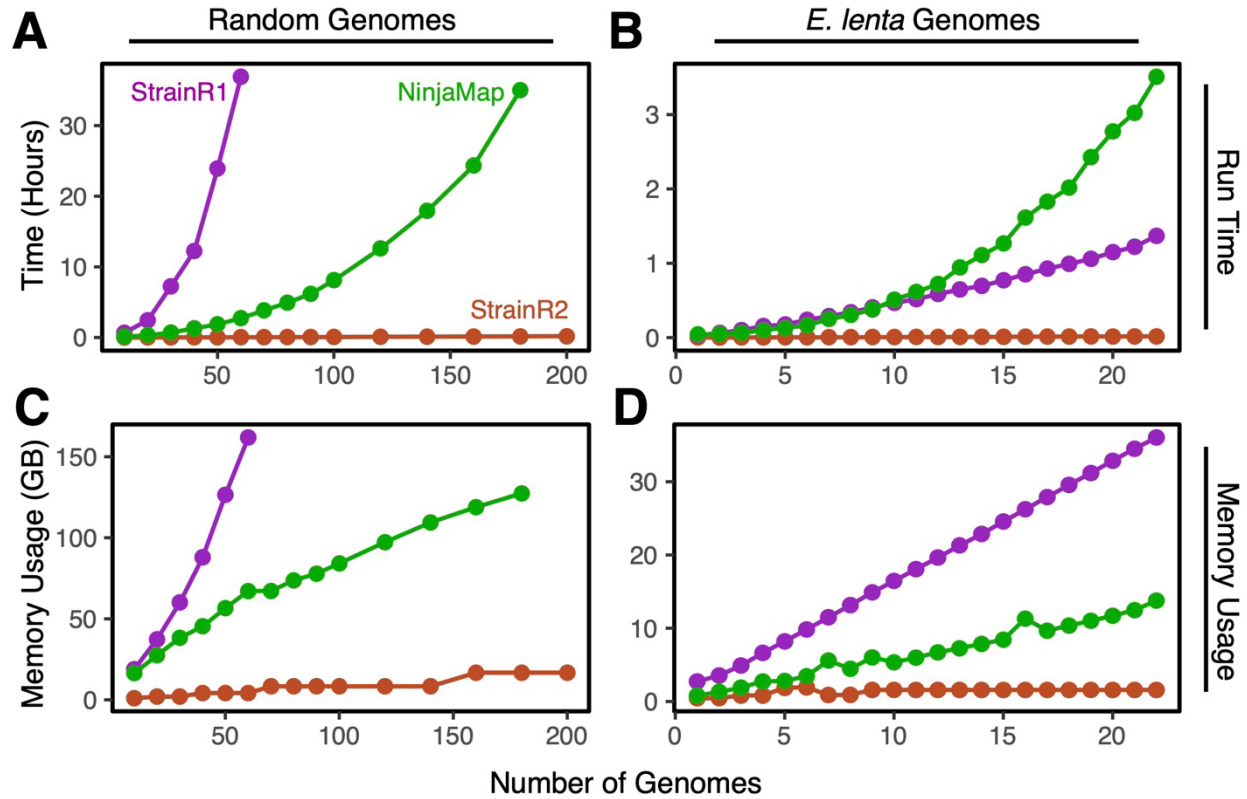 A
Random Genomes
B
E. lenta Genomes
StrainR1
NinjaMap
StrainR2
Time (Hours)
30
20
10
0
50
100
150
200
3
2
1
0
0
5
10
15
20
Run Time
C
D
Memory Usage (GB)
150
100
50
0
50
100
150
200
30
20
10
0
0
5
10
15
20
Memory Usage
Number of Genomes